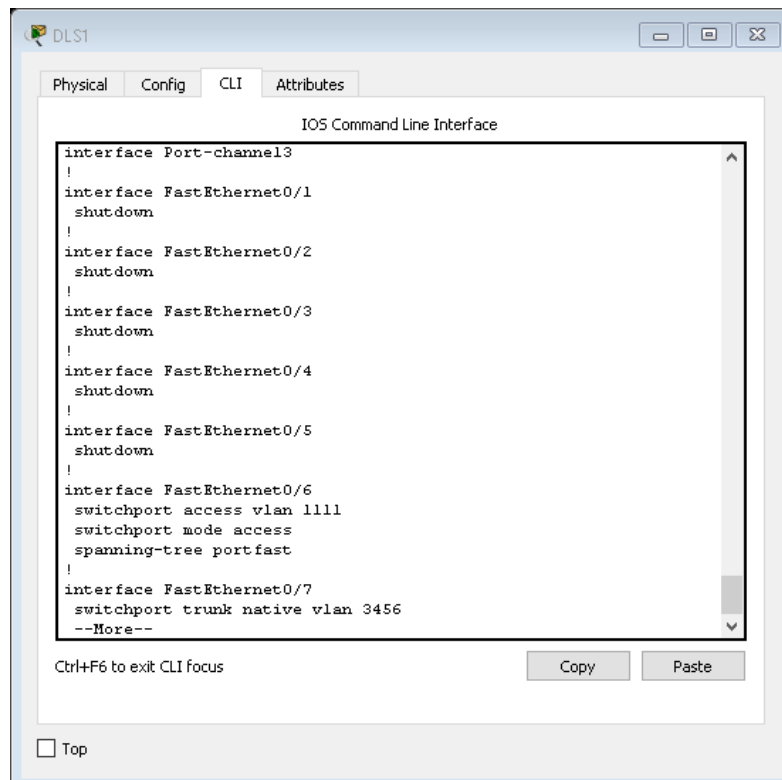 DLS1
Physical Config CLI Attributes
IOS Command Line Interface
interface Port-channel3
!
interface FastEthernet0/1
shutdown
!
interface FastEthernet0/2
shutdown
!
interface FastEthernet0/3
shutdown
!
interface FastEthernet0/4
shutdown
!
interface FastEthernet0/5
shutdown
!
interface FastEthernet0/6
switchport access vlan 1111
switchport mode access
spanning-tree portfast
!
interface FastEthernet0/7
switchport trunk native vlan 3456
--More--
Ctrl+F6 to exit CLI focus Copy Paste
Top